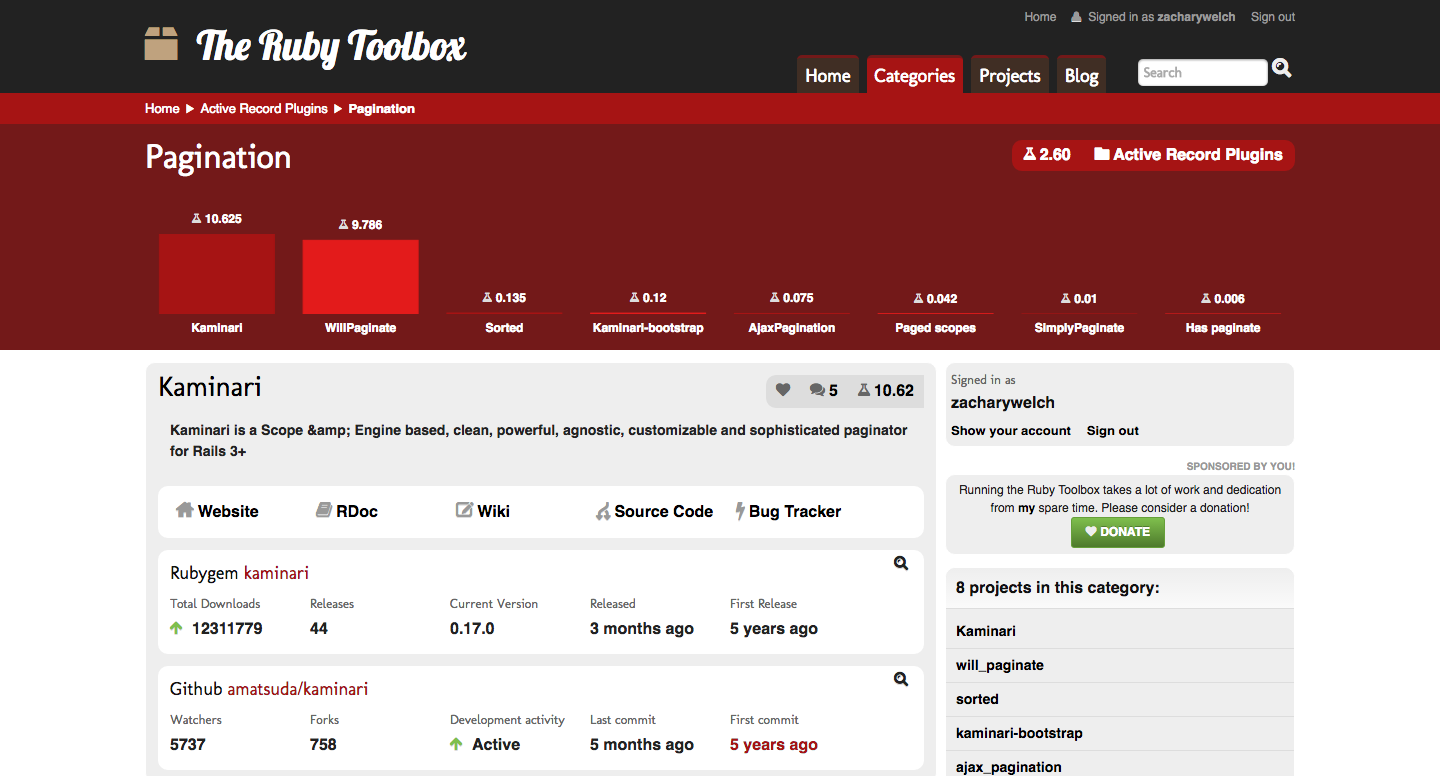 Home Signed in as zacharywelch Sign out
The Ruby Toolbox
Home Categories Projects Blog Search
Home Active Record Plugins Pagination
Pagination
2.60 Active Record Plugins
10.625 9.786 0.135 0.12 0.075 0.042 0.01 0.006
Kaminari WillPaginate Sorted Kaminari-bootstrap AjaxPagination Paged scopes SimplyPaginate Has paginate
Kaminari
5 10.62
Kaminari is a Scope &amp; Engine based, clean, powerful, agnostic, customizable and sophisticated paginator
for Rails 3+
Website RDoc Wiki Source Code Bug Tracker
Rubygem kaminari
Total Downloads Releases Current Version Released First Release
12311779 44 0.17.0 3 months ago 5 years ago
Github amatsuda/kaminari
Watchers Forks Development activity Last commit First commit
5737 758 Active 5 months ago 5 years ago
Signed in as
zacharywelch
Show your account Sign out
SPONSORED BY YOU!
Running the Ruby Toolbox takes a lot of work and dedication
from my spare time. Please consider a donation!
DONATE
8 projects in this category:
Kaminari
will_paginate
sorted
kaminari-bootstrap
ajax_pagination